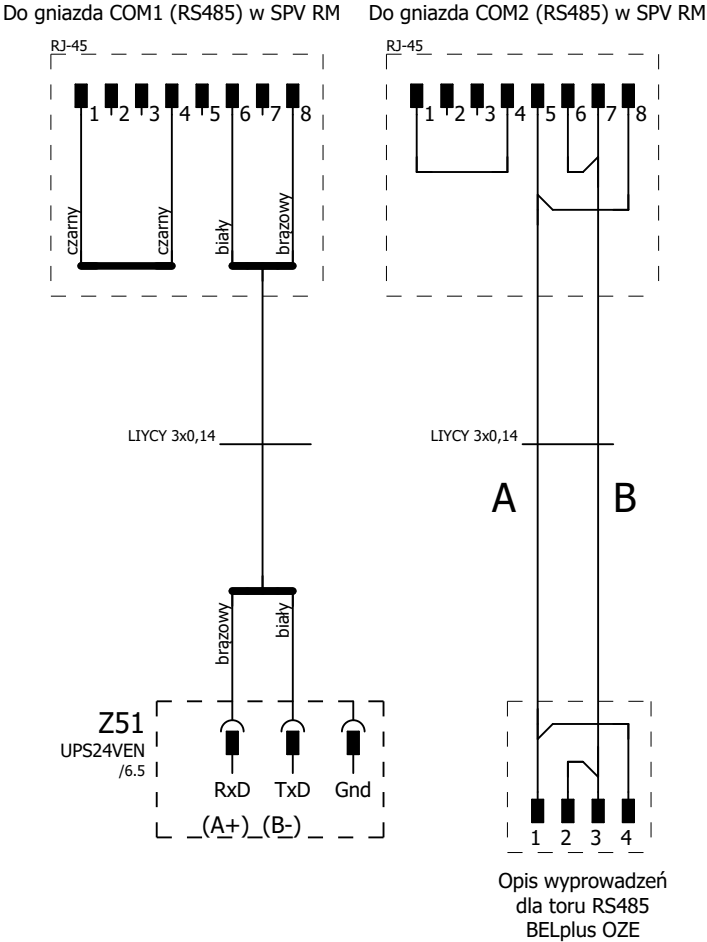 Do gniazda COM1 (RS485) w SPV RM
Do gniazda COM2 (RS485) w SPV RM
RJ-45
1 2 3 4 5 6 7 8
czarny
czarny
biały
brązowy
RJ-45
1 2 3 4 5 6 7 8
LIYCY 3x0,14
LIYCY 3x0,14
A
B
brązowy
biały
Z51
UPS24VEN
/6.5
RxD TxD Gnd
(A+) (B-)
1 2 3 4
Opis wyprowadzeń
dla toru RS485
BELplus OZE